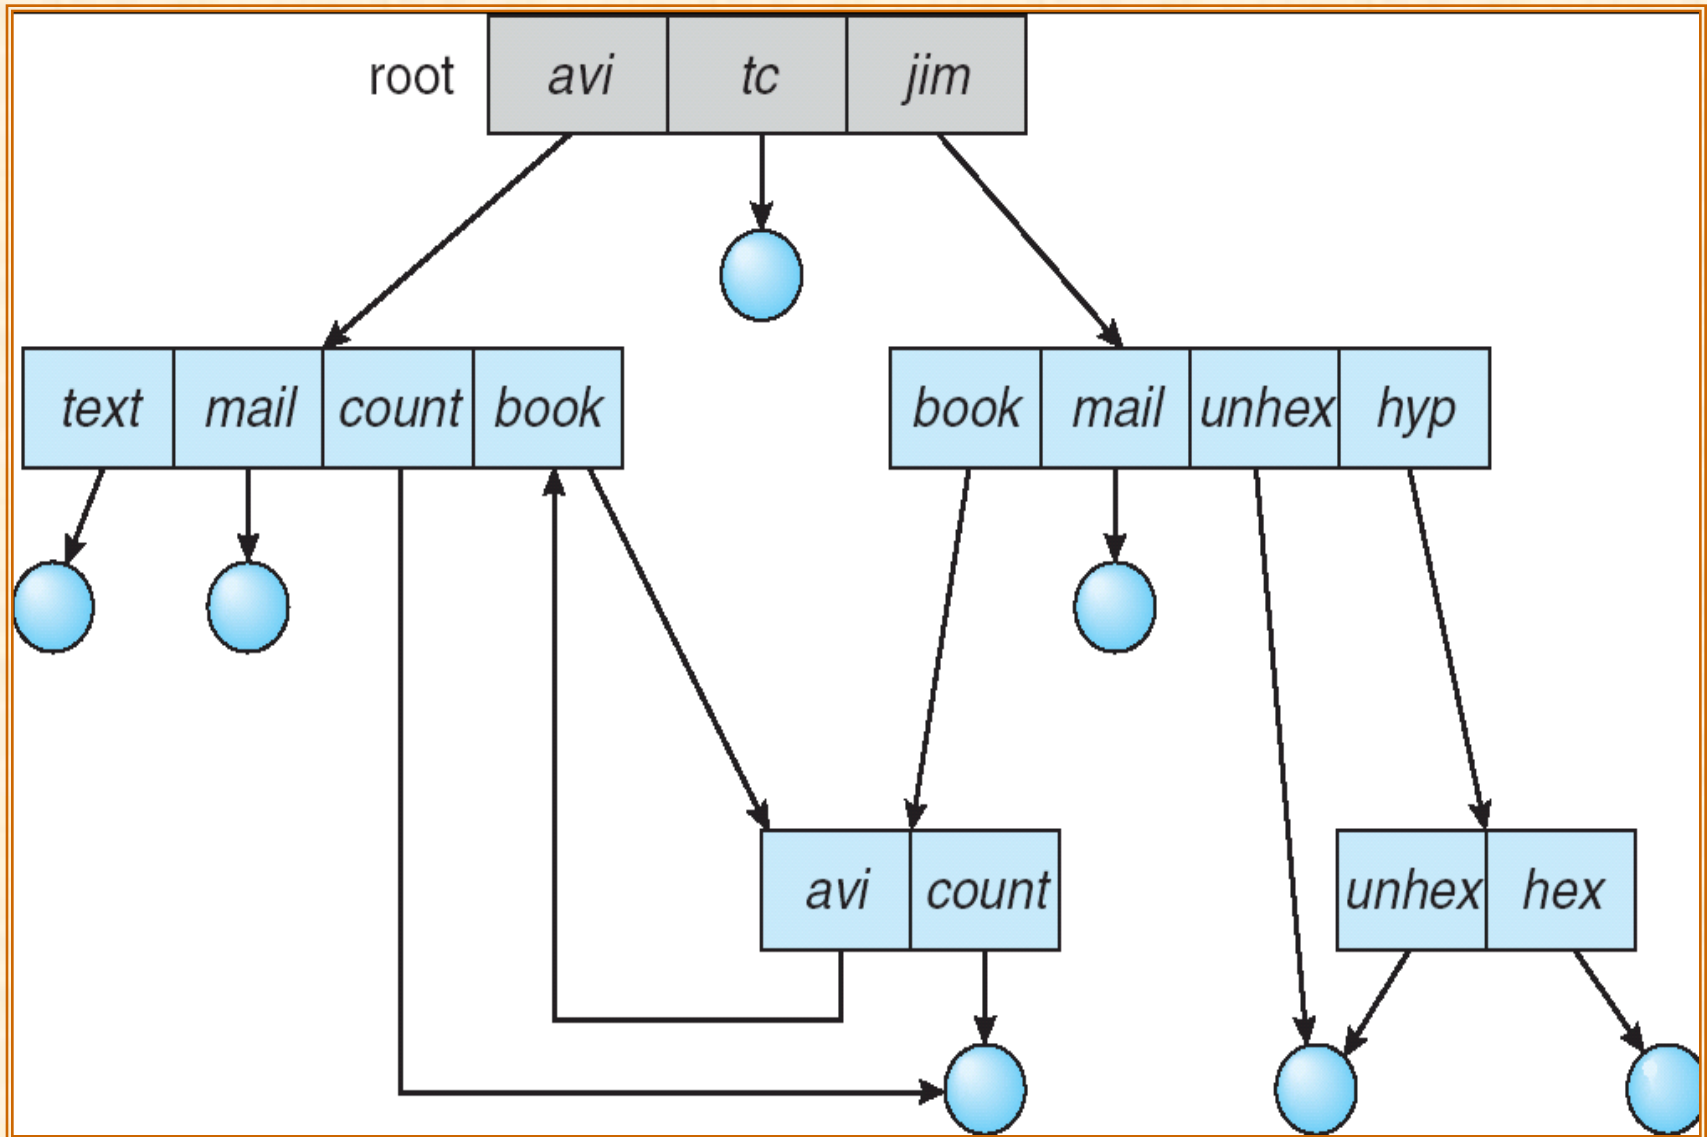 root avi tc jim
text mail count book book mail unhex hyp
avi count unhex hex